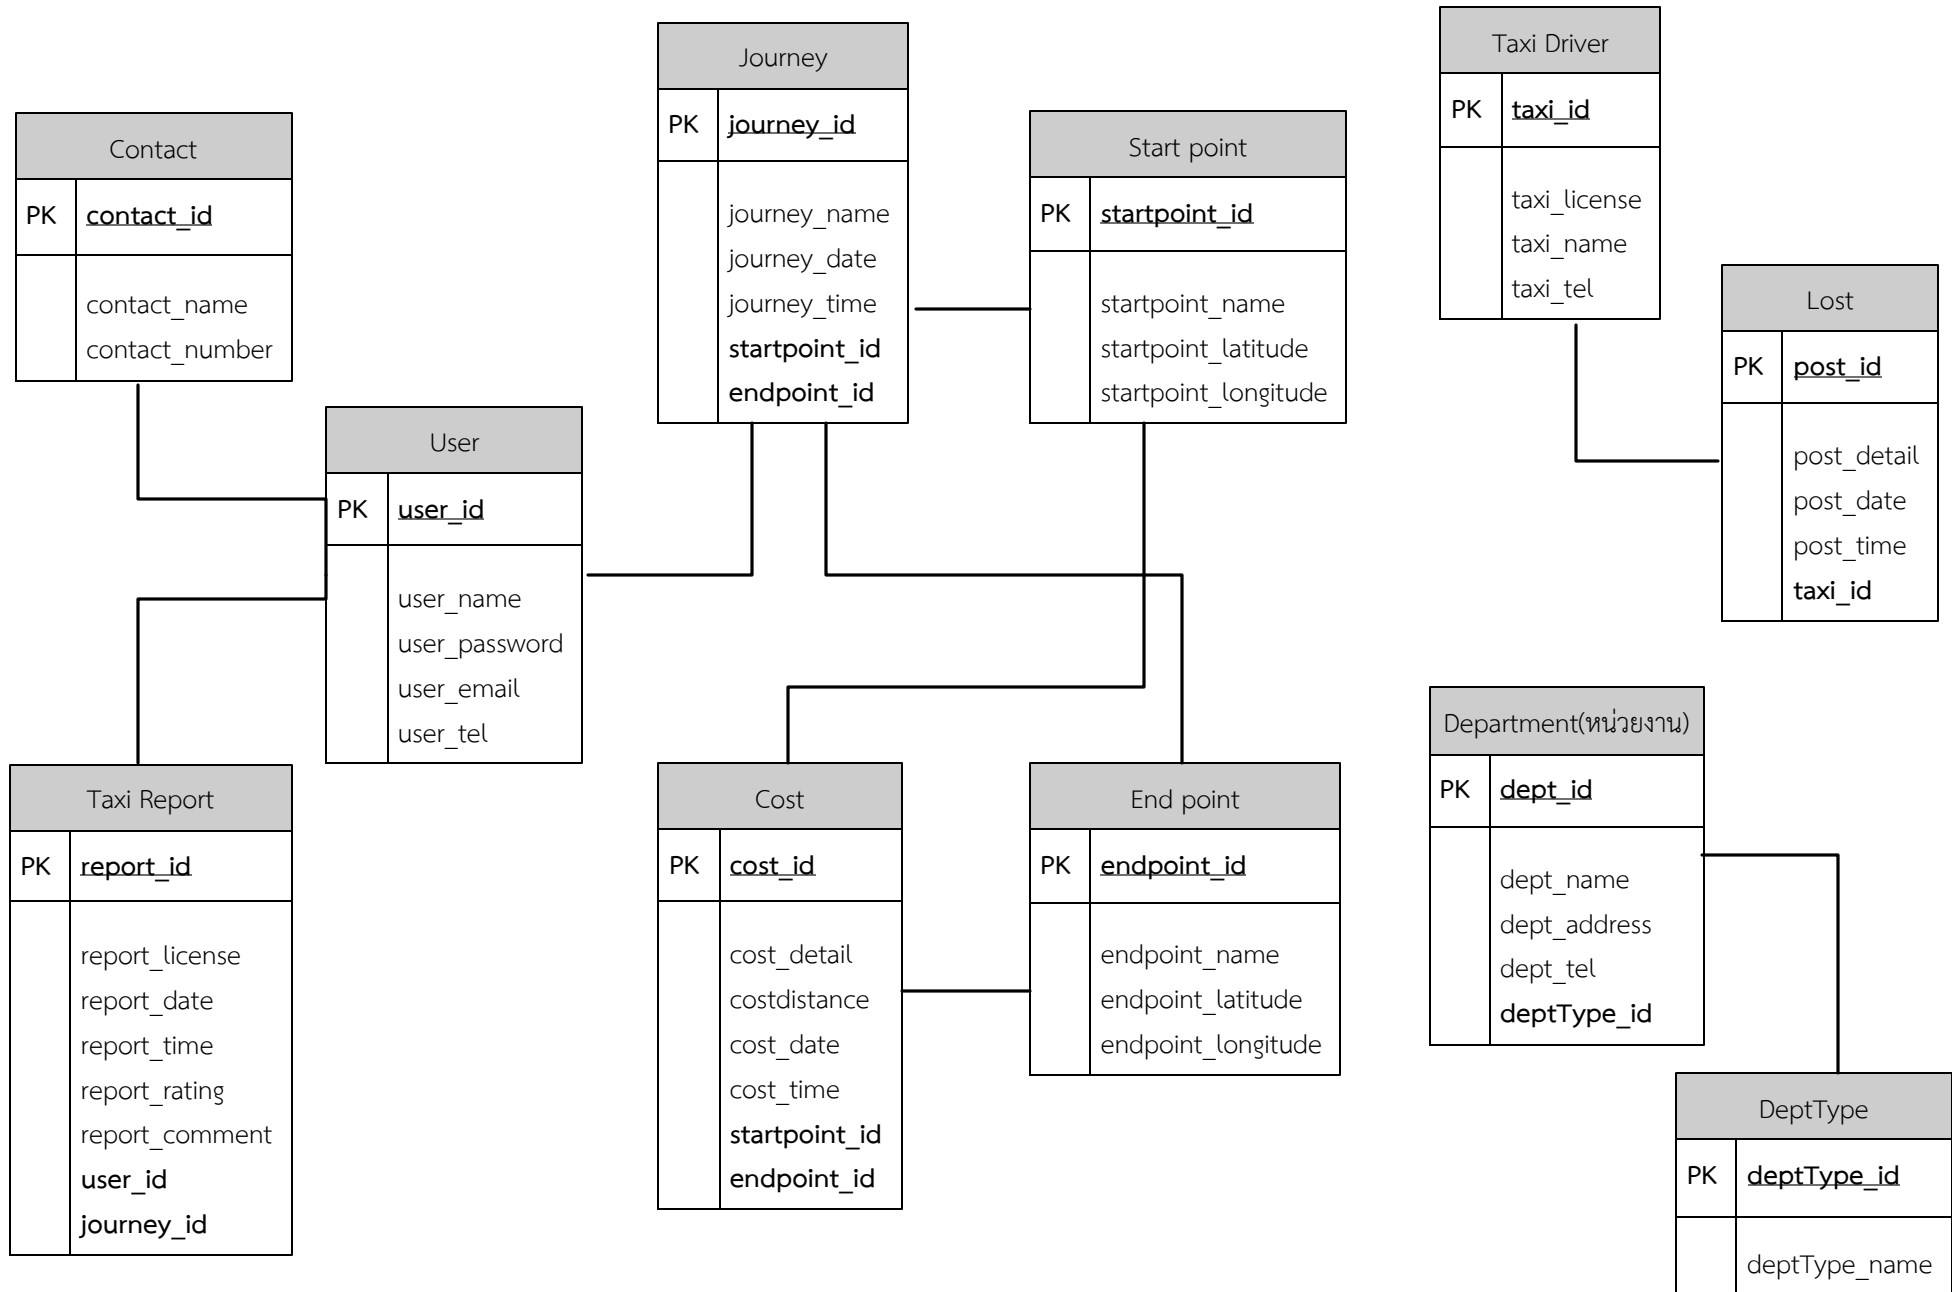 Contact
PK contact_id
contact_name
contact_number
User
PK user_id
user_name
user_password
user_email
user_tel
Taxi Report
PK report_id
report_license
report_date
report_time
report_rating
report_comment
user_id
journey_id
Journey
PK journey_id
journey_name
journey_date
journey_time
startpoint_id
endpoint_id
Start point
PK startpoint_id
startpoint_name
startpoint_latitude
startpoint_longitude
Cost
PK cost_id
cost_detail
costdistance
cost_date
cost_time
startpoint_id
endpoint_id
End point
PK endpoint_id
endpoint_name
endpoint_latitude
endpoint_longitude
Taxi Driver
PK taxi_id
taxi_license
taxi_name
taxi_tel
Lost
PK post_id
post_detail
post_date
post_time
taxi_id
Department(หน่วยงาน)
PK dept_id
dept_name
dept_address
dept_tel
deptType_id
DeptType
PK deptType_id
deptType_name